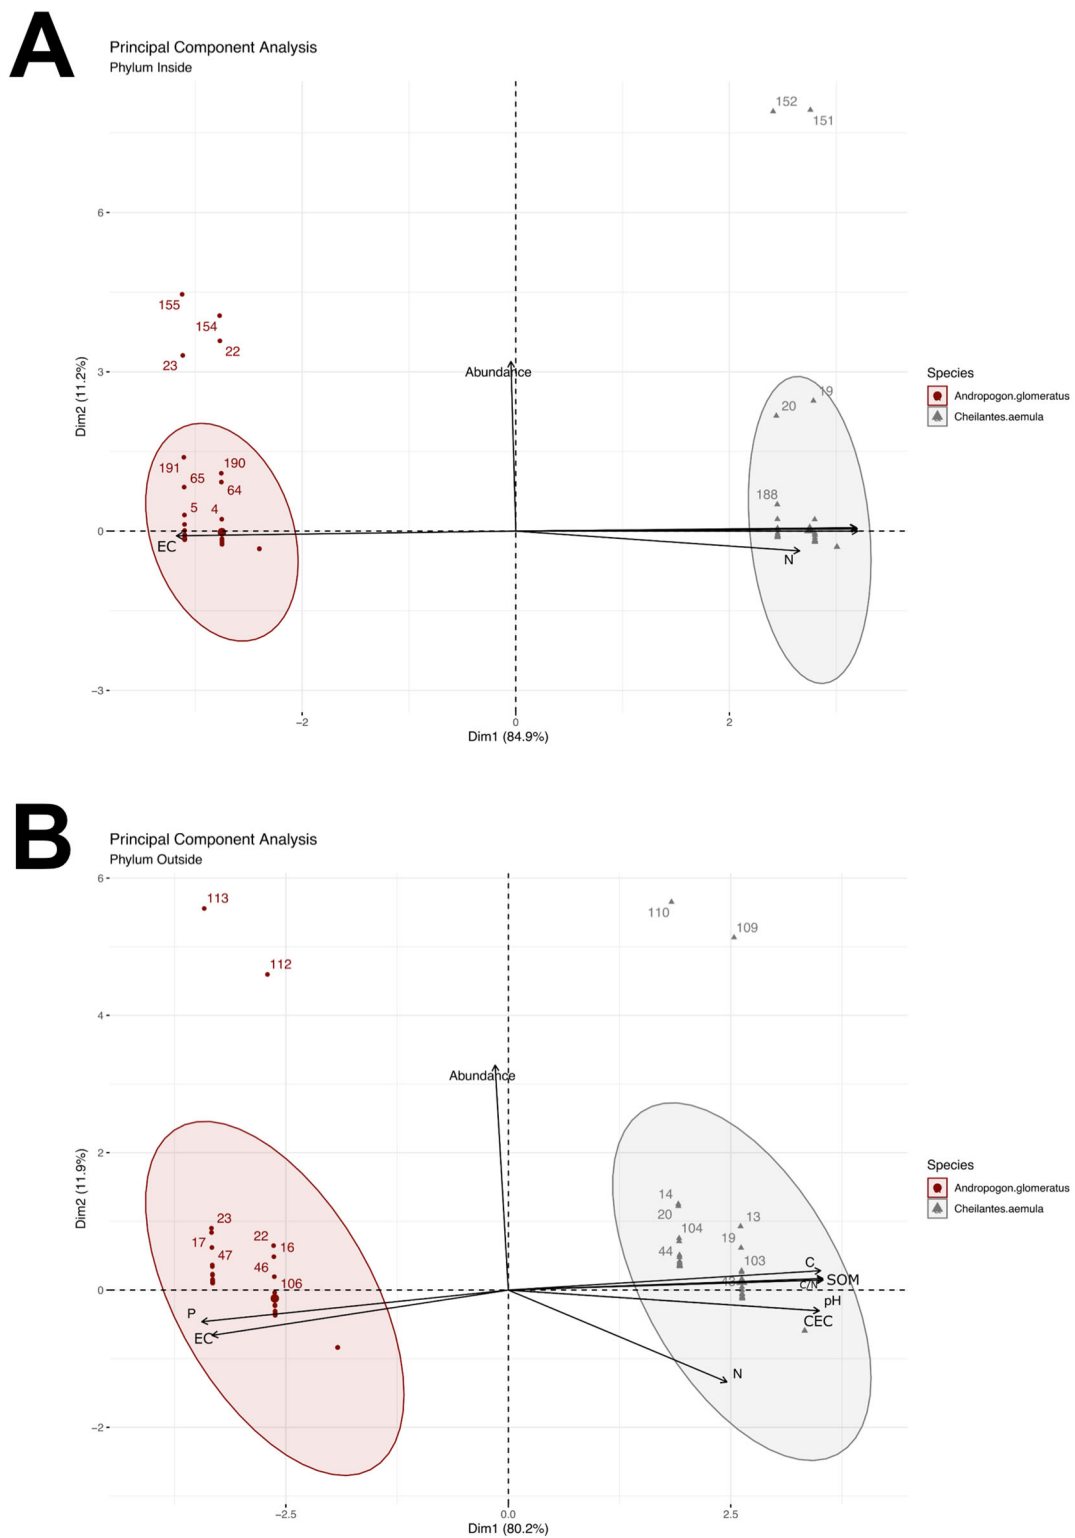 A
Principal Component Analysis
Phylum Inside
152
151
6
155
154
22
23
3
Abundance
Dim2 (11.2%)
19
20
Species
Andropogon.glomeratus
Cheilantes.aemula
191
190
65
64
188
5
4
0
EC
N
−3
−2
0
2
Dim1 (84.9%)
B
Principal Component Analysis
Phylum Outside
6
113
110
109
112
4
Abundance
2
Dim2 (11.9%)
Species
Andropogon.glomeratus
Cheilantes.aemula
14
20
13
23
104
19
17
22
16
44
47
46
103
C
106
43
C/N
SOM
0
pH
P
CEC
EC
N
−2
−2.5
0.0
2.5
Dim1 (80.2%)